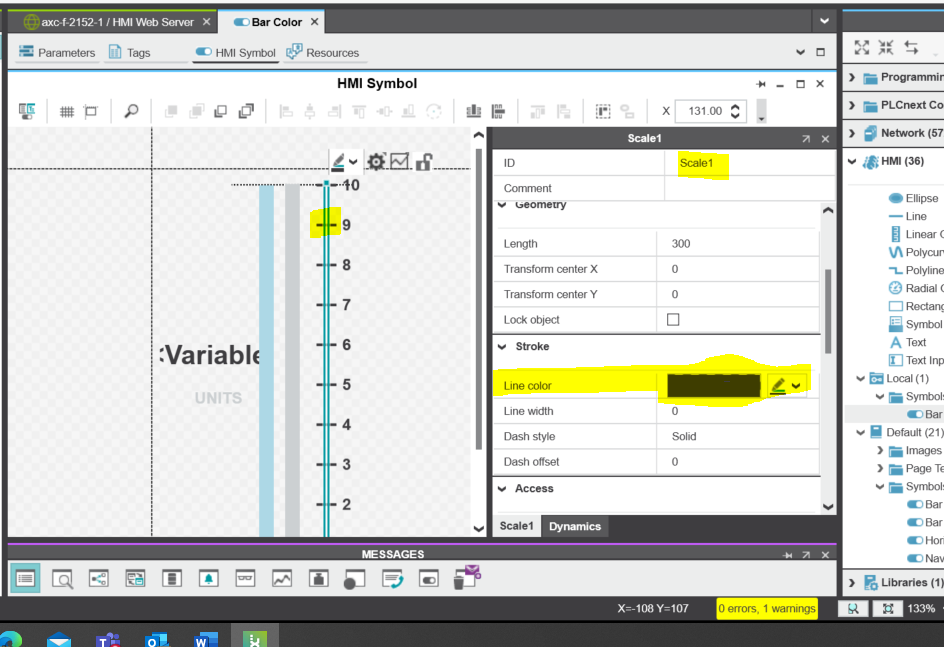 axc-f-2152-1 / HMI Web Server × Bar Color ×
Parameters Tags HMI Symbol Resources
HMI Symbol
X 131.00
Scale1
ID Scale1
Comment
Geometry
Length 300
Transform center X 0
Transform center Y 0
Lock object
Stroke
Line color
Line width 0
Dash style Solid
Dash offset 0
Access
Scale1 Dynamics
10
9
8
7
6
5
4
3
2
:Variable
UNITS
MESSAGES
X=-108 Y=107 0 errors, 1 warnings 133%
Programmin
PLCnext Co
Network (57
HMI (36)
Ellipse
Line
Linear G
Polycurv
Polyline
Radial G
Rectang
Symbol
Text
Text Inp
Local (1)
Symbols
Bar
Default (21)
Images
Page Te
Symbols
Bar
Bar
Hori
Nav
Libraries (1)